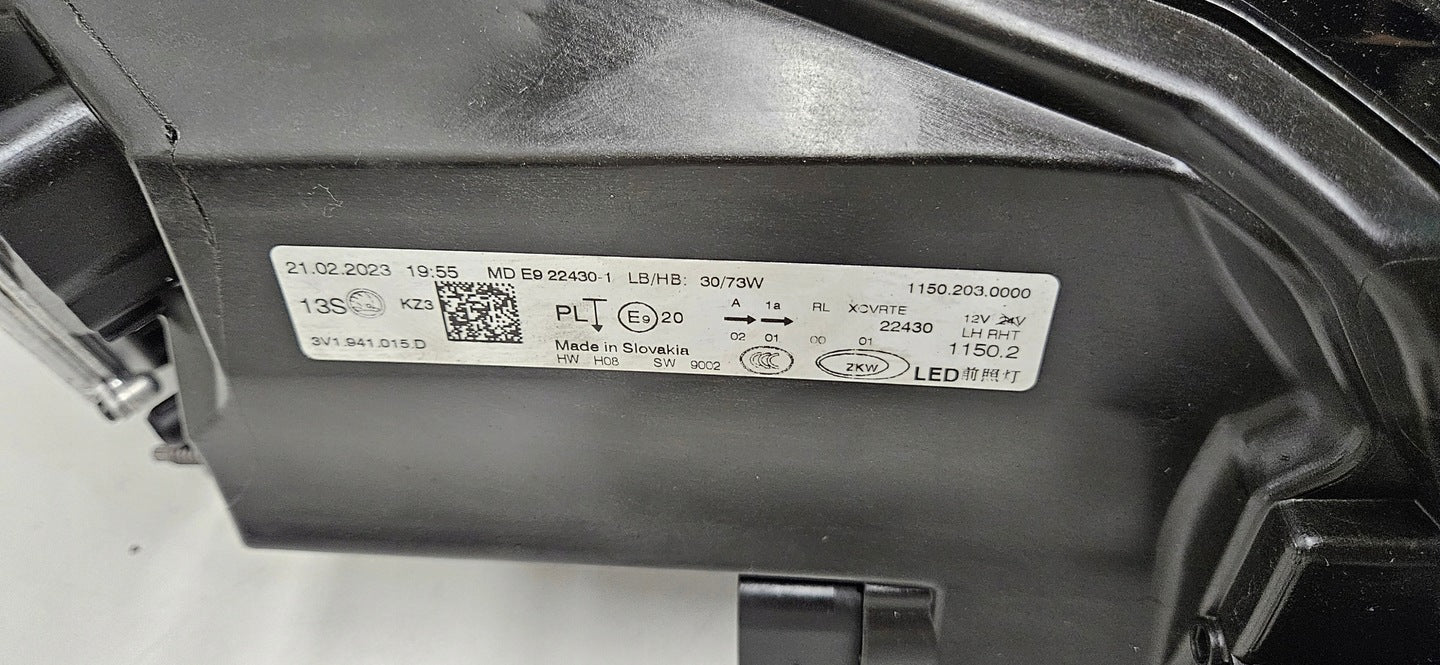 21.02.2023 19:55 MD E9 22430-1 LB/HB: 30/73W 1150.203.0000
13S KZ3 PL E9 20 A 1a RL XCVRTE 12V 24V
22430 LH RHT
02 01 00 01 1150.2
3V1.941.015.D Made in Slovakia CCC ZKW LED前照灯
HW H08 SW 9002